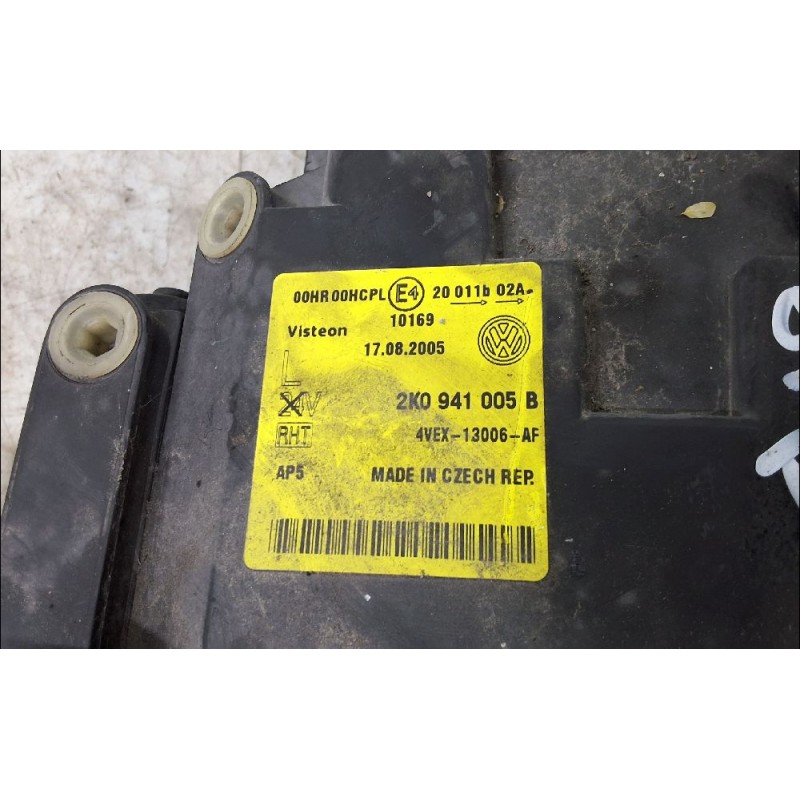 00HR 00HCPL E4 20 011b 02A
10169
Visteon
17.08.2005
L
24V
2K0 941 005 B
RHT
4VEX-13006-AF
AP5 MADE IN CZECH REP.